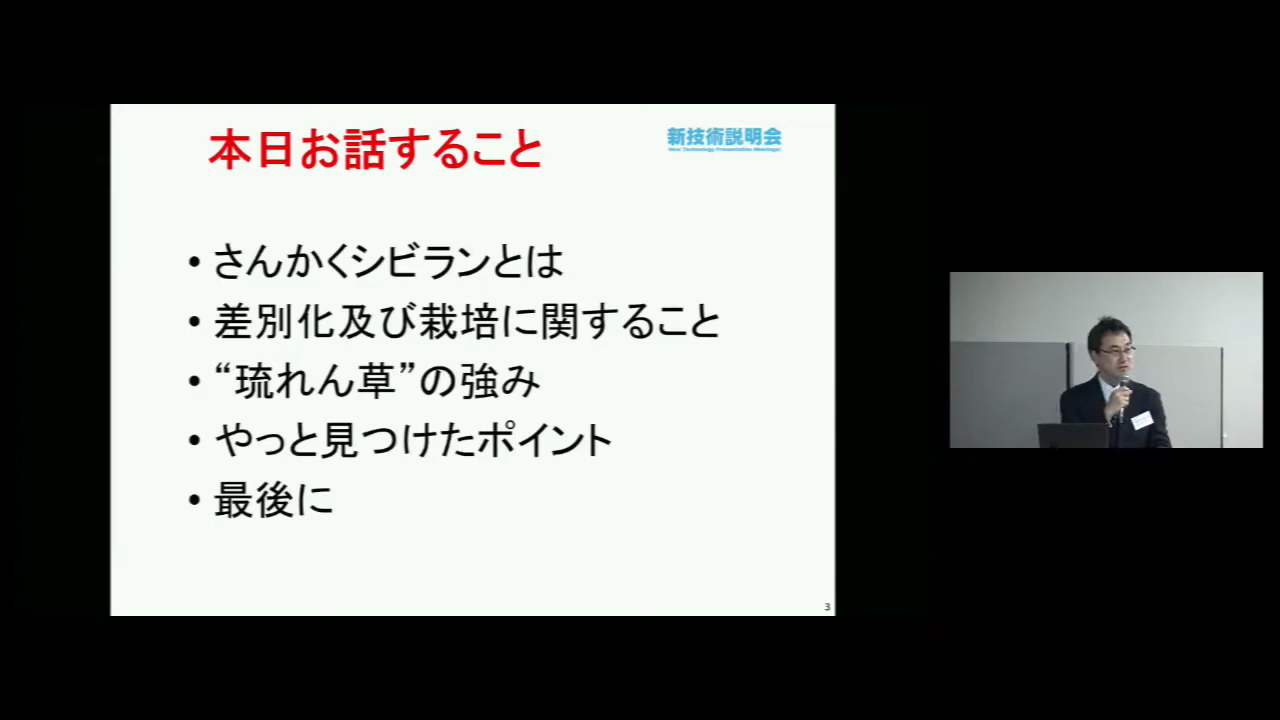 本日お話すること
新技術説明会
New Technology Presentation Meetings!
• さんかくシビランとは
• 差別化及び栽培に関すること
• “琉れん草”の強み
• やっと見つけたポイント
• 最後に
3